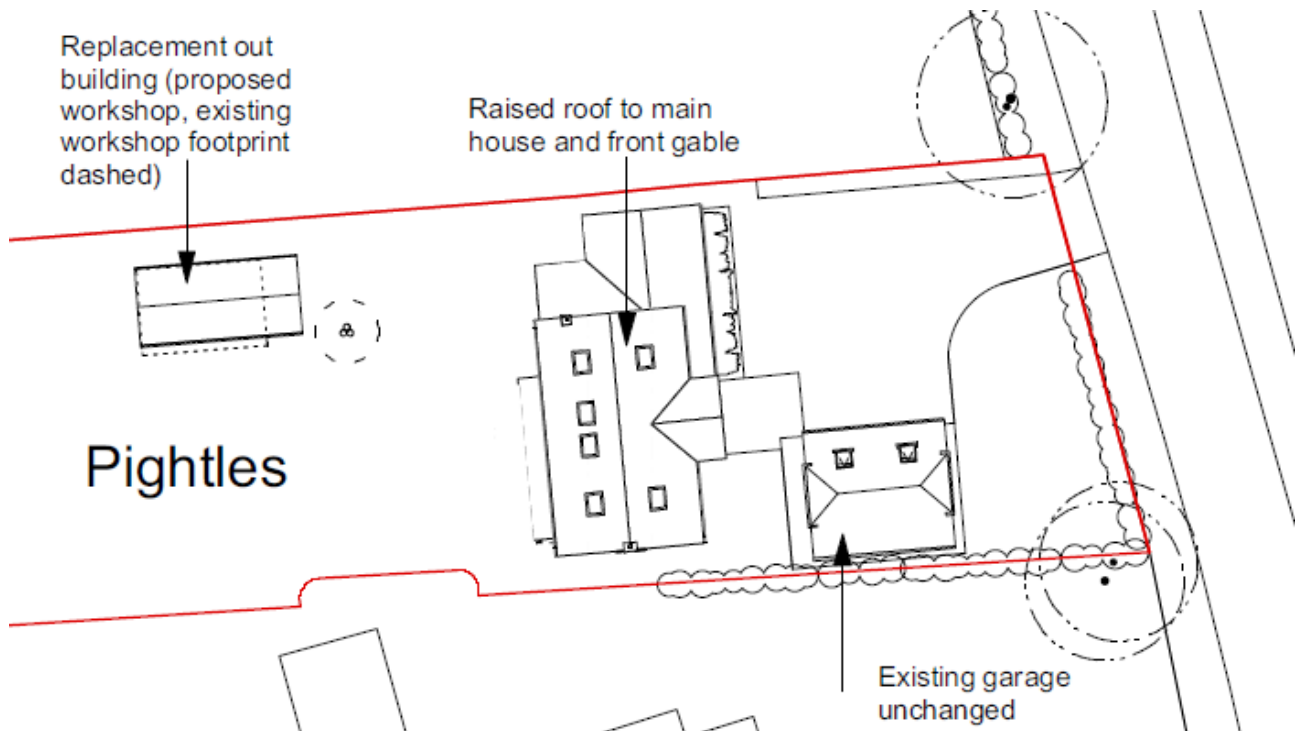 Replacement out
building (proposed
workshop, existing
workshop footprint
dashed)
Raised roof to main
house and front gable
Pightles
Existing garage
unchanged